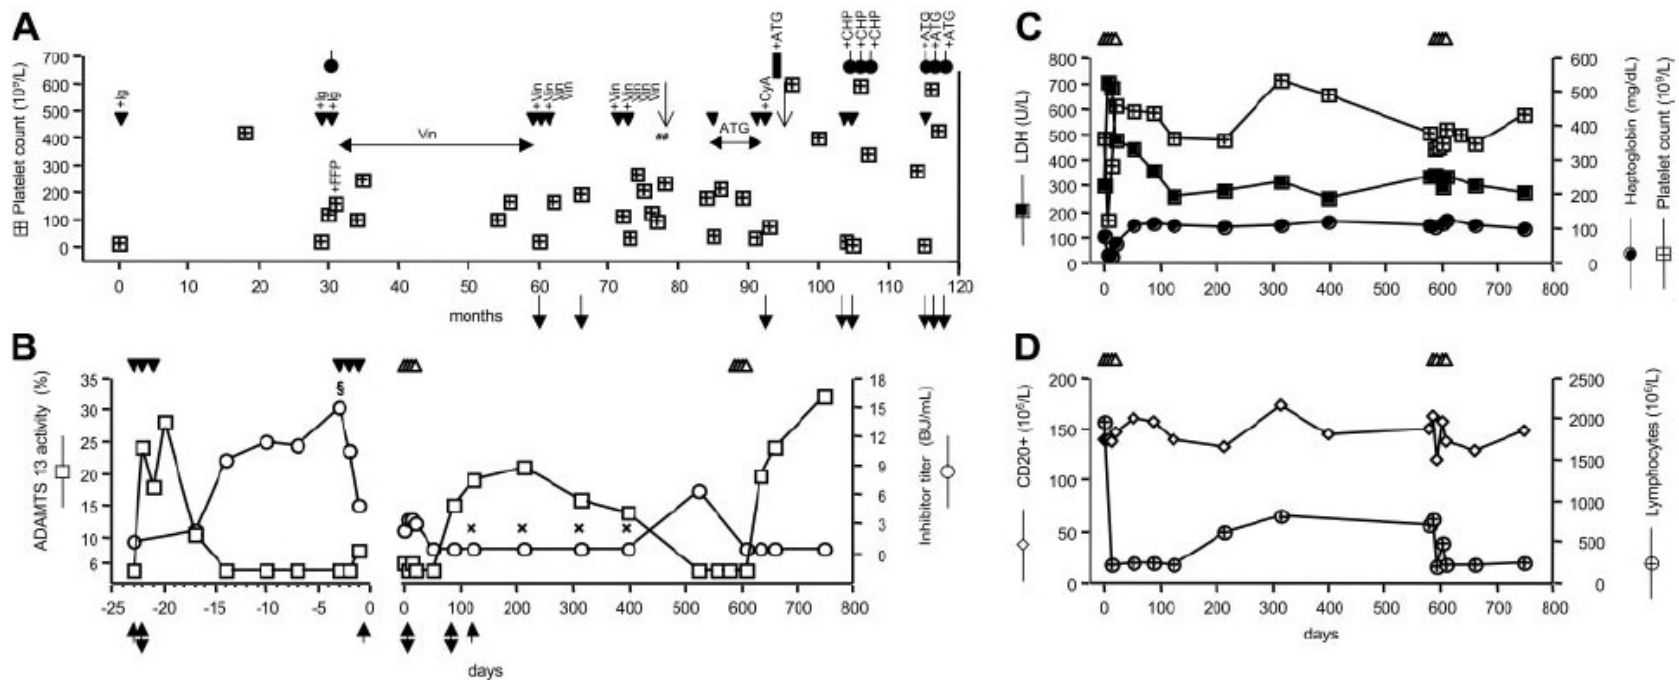 A
Platelet count (10⁹/L)
700
600
500
400
300
200
100
0
+Ig
+Ig
+Ig
+FFP
Vin
+Vin
+Vin
Vin
Vin
+Vin
+Vin
Vin
Vin
Vin
##
ATG
+CyA
+ATG
+CHP
+CHP
+CHP
+ATG
+ATG
+ATG
0 10 20 30 40 50 60 70 80 90 100 110 120
months
B
ADAMTS 13 activity (%)
35
30
25
20
15
10
6
§
x x x x
18
15
12
9
6
3
0
Inhibitor titer (BU/mL)
-25 -20 -15 -10 -5 0
0 100 200 300 400 500 600 700 800
days
C
LDH (U/L)
800
700
600
500
400
300
200
100
0
600
500
400
300
200
100
0
Haptoglobin (mg/dL)
Platelet count (10⁹/L)
0 100 200 300 400 500 600 700 800
D
CD20+ (10⁶/L)
200
150
100
50
0
2500
2000
1500
1000
500
0
Lymphocytes (10⁶/L)
0 100 200 300 400 500 600 700 800
days